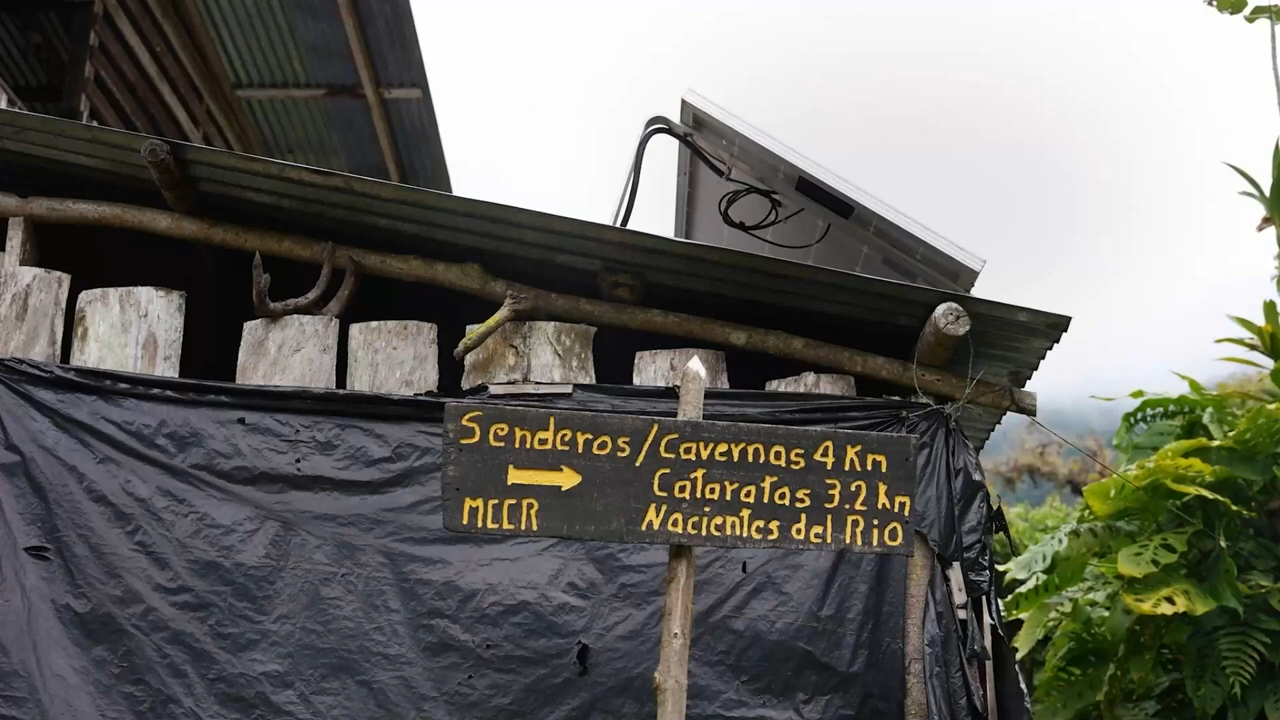 Senderos/Cavernas 4 Km
Cataratas 3.2 Km
MCCR Nacientes del Rio